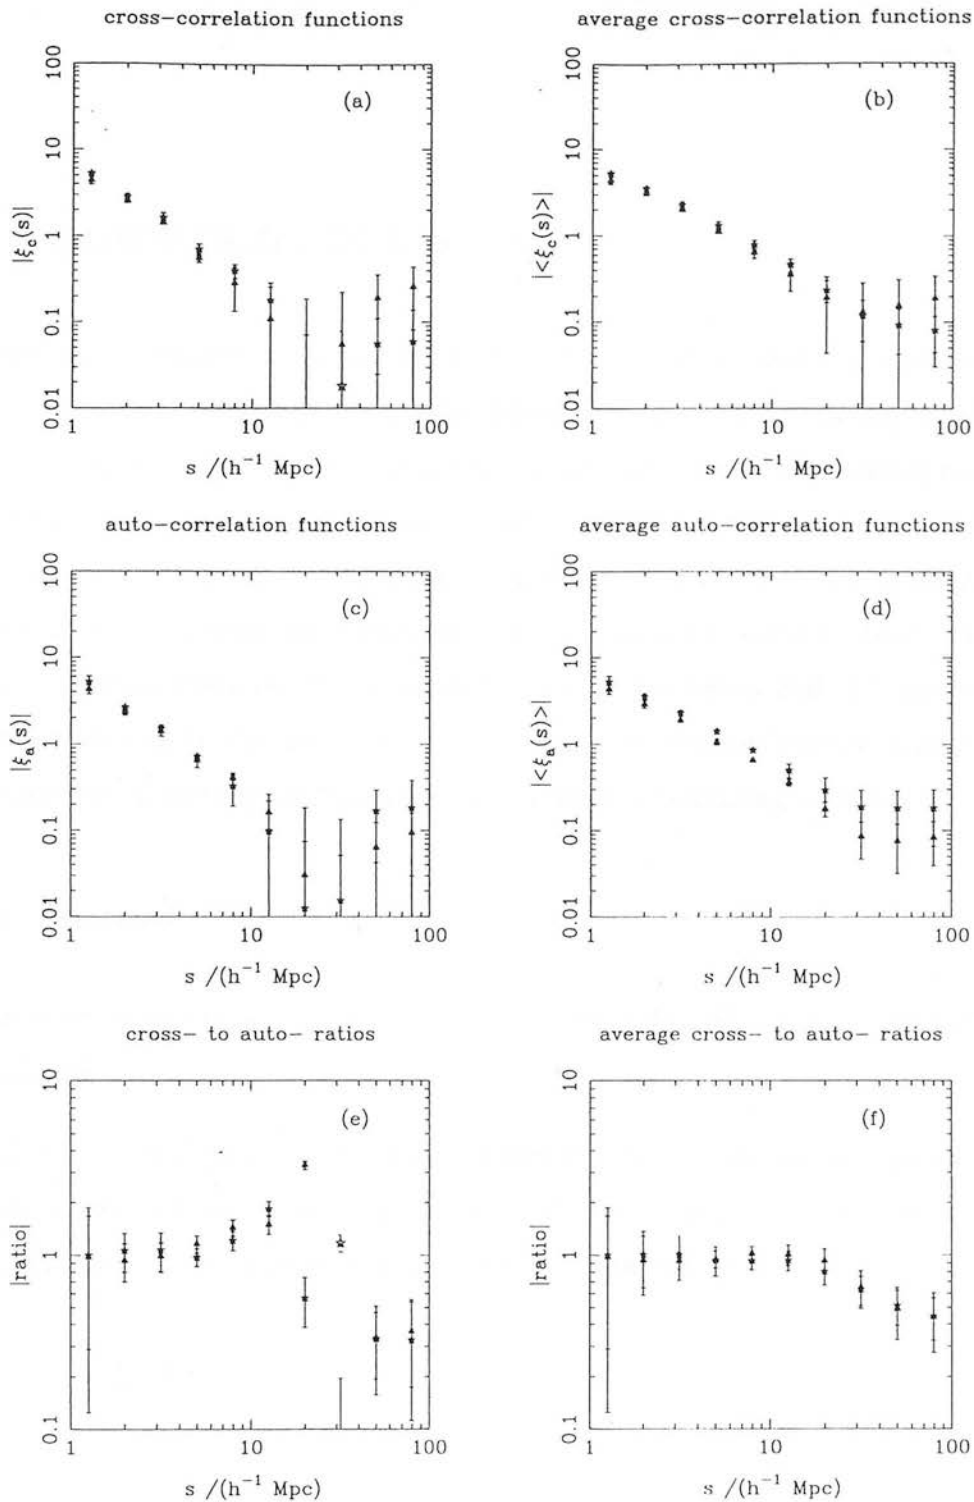 cross-correlation functions
average cross-correlation functions
100
10
1
0.1
0.01
|ξc(s)|
(a)
1
10
100
s /(h⁻¹ Mpc)
100
10
1
0.1
0.01
|<ξc(s)>|
(b)
1
10
100
s /(h⁻¹ Mpc)
auto-correlation functions
average auto-correlation functions
100
10
1
0.1
0.01
|ξa(s)|
(c)
1
10
100
s /(h⁻¹ Mpc)
100
10
1
0.1
0.01
|<ξa(s)>|
(d)
1
10
100
s /(h⁻¹ Mpc)
cross- to auto- ratios
average cross- to auto- ratios
10
1
0.1
|ratio|
(e)
1
10
100
s /(h⁻¹ Mpc)
10
1
0.1
|ratio|
(f)
1
10
100
s /(h⁻¹ Mpc)